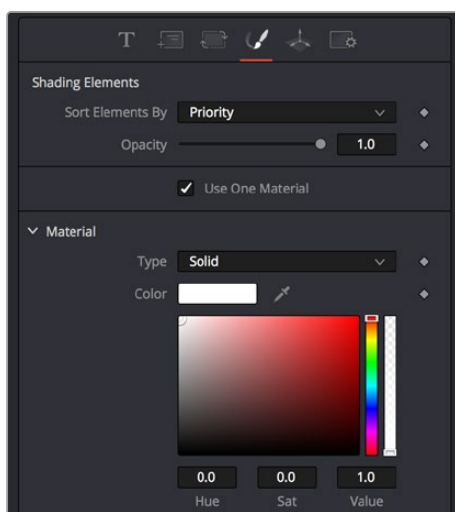 T
Shading Elements
Sort Elements By Priority
Opacity 1.0
Use One Material
Material
Type Solid
Color
0.0 0.0 1.0
Hue Sat Value